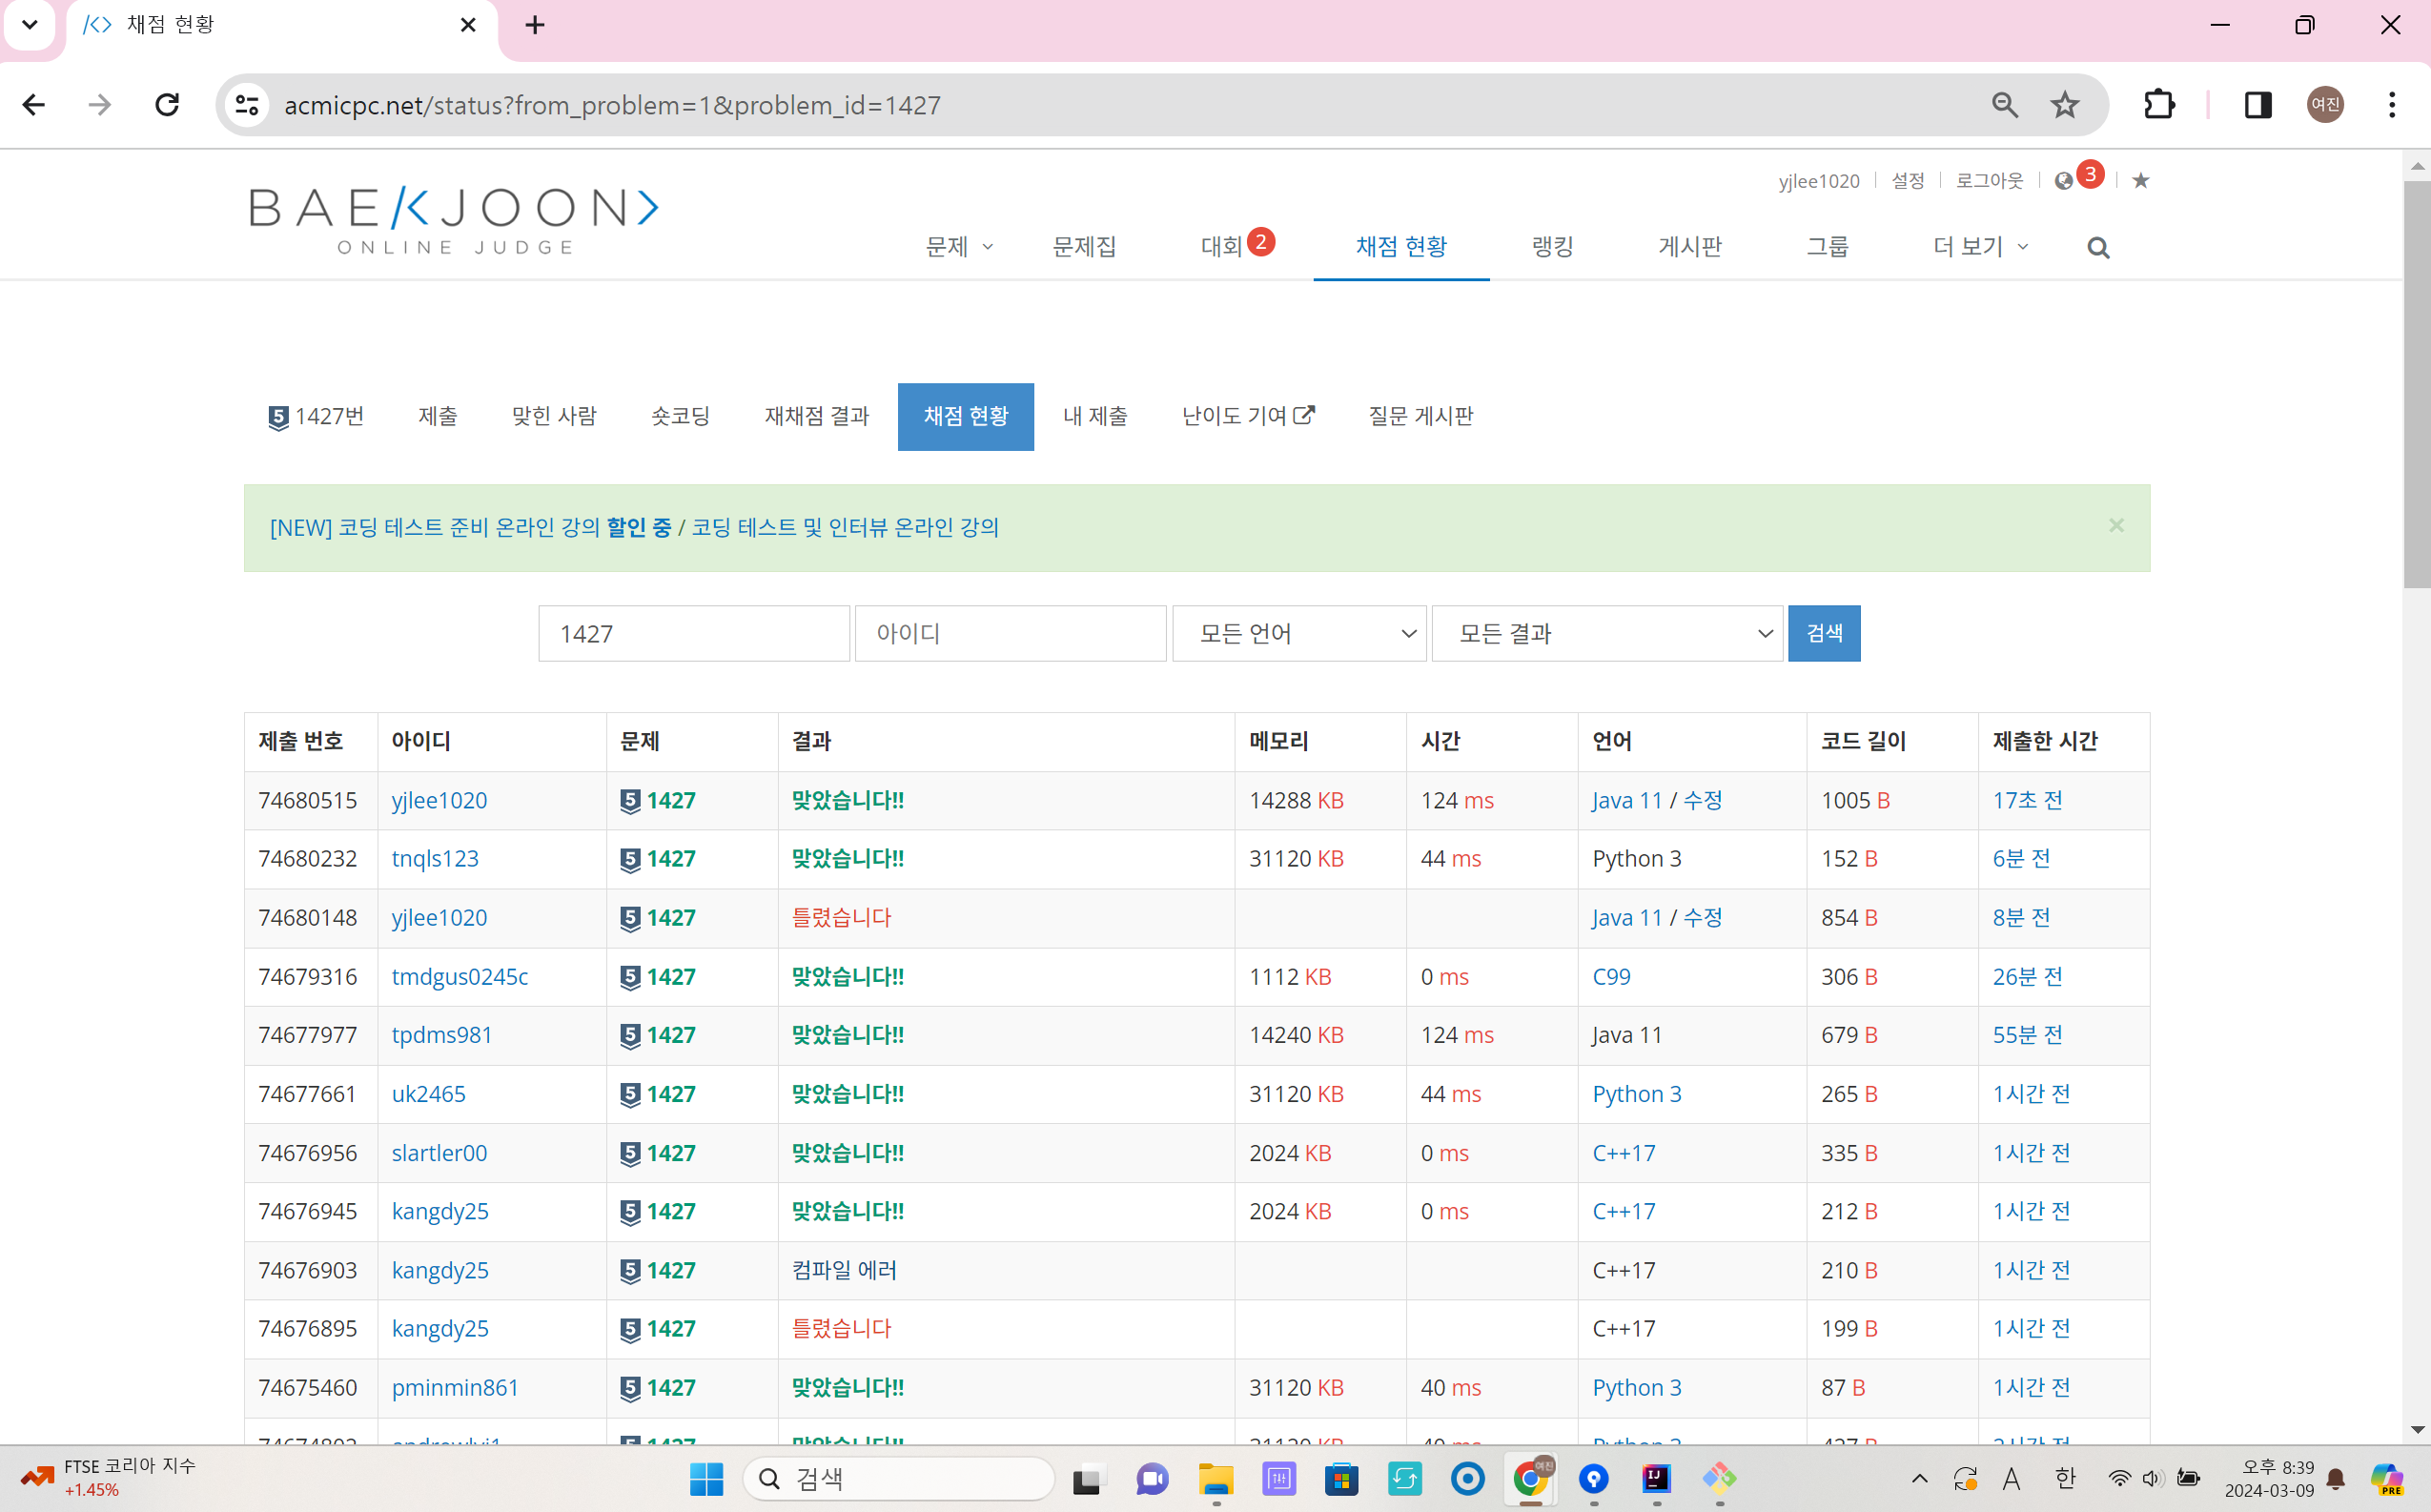 채점 현황
acmicpc.net/status?from_problem=1&problem_id=1427
여진
yjlee1020 설정 로그아웃 3
BAEKJOON>
ONLINE JUDGE
문제 문제집 대회 2 채점 현황 랭킹 게시판 그룹 더 보기
5 1427번 제출 맞힌 사람 숏코딩 재채점 결과 채점 현황 내 제출 난이도 기여 질문 게시판
[NEW] 코딩 테스트 준비 온라인 강의 할인 중 / 코딩 테스트 및 인터뷰 온라인 강의 ×
1427 아이디 모든 언어 모든 결과 검색
제출 번호 아이디 문제 결과 메모리 시간 언어 코드 길이 제출한 시간
74680515 yjlee1020 5 1427 맞았습니다!! 14288 KB 124 ms Java 11 / 수정 1005 B 17초 전
74680232 tnqls123 5 1427 맞았습니다!! 31120 KB 44 ms Python 3 152 B 6분 전
74680148 yjlee1020 5 1427 틀렸습니다 Java 11 / 수정 854 B 8분 전
74679316 tmdgus0245c 5 1427 맞았습니다!! 1112 KB 0 ms C99 306 B 26분 전
74677977 tpdms981 5 1427 맞았습니다!! 14240 KB 124 ms Java 11 679 B 55분 전
74677661 uk2465 5 1427 맞았습니다!! 31120 KB 44 ms Python 3 265 B 1시간 전
74676956 slartler00 5 1427 맞았습니다!! 2024 KB 0 ms C++17 335 B 1시간 전
74676945 kangdy25 5 1427 맞았습니다!! 2024 KB 0 ms C++17 212 B 1시간 전
74676903 kangdy25 5 1427 컴파일 에러 C++17 210 B 1시간 전
74676895 kangdy25 5 1427 틀렸습니다 C++17 199 B 1시간 전
74675460 pminmin861 5 1427 맞았습니다!! 31120 KB 40 ms Python 3 87 B 1시간 전
FTSE 코리아 지수
+1.45%
검색
여진
IJ
A 한
오후 8:39
2024-03-09
PRE